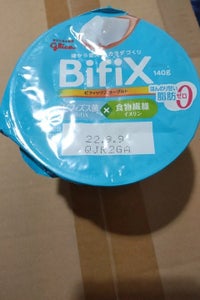 glico
BifiX
140g
ビフィックスヨーグルト
ほんのり甘い
脂肪ゼロ
0
ビフィズス菌
×
食物繊維
イヌリン
22.9.9
@JR2GA